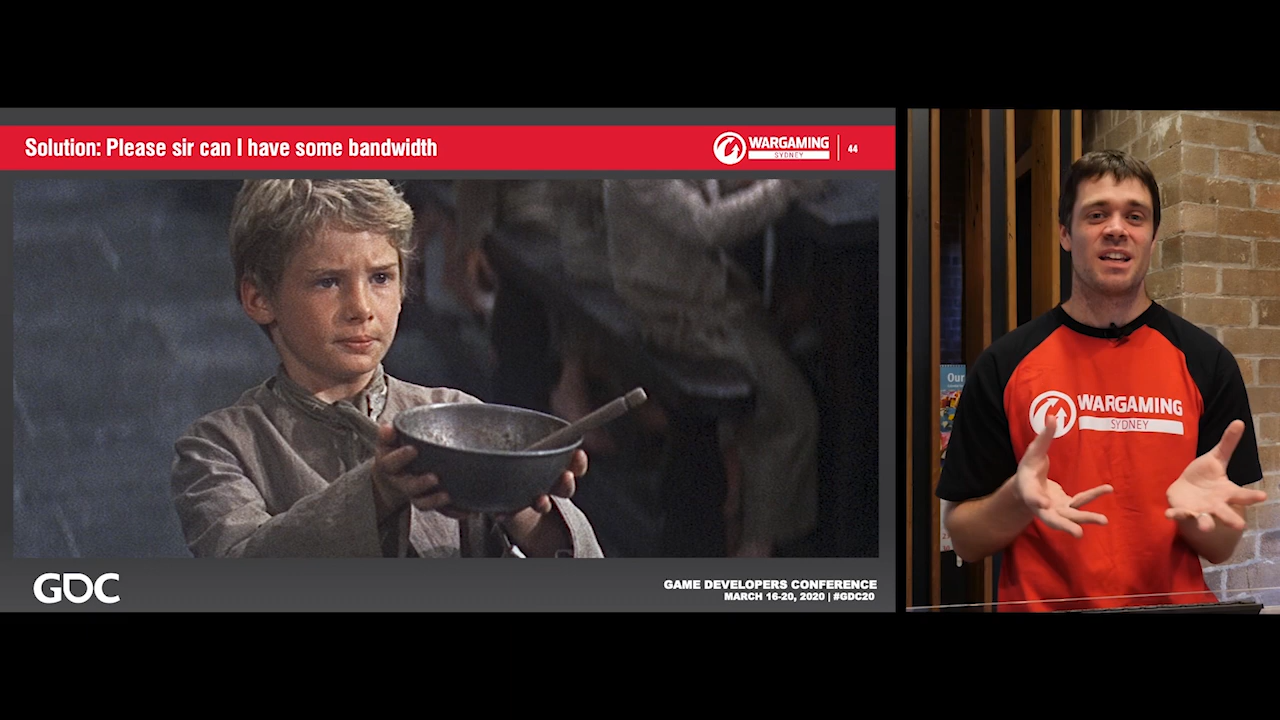 Solution: Please sir can I have some bandwidth
WARGAMING
SYDNEY
44
GDC
GAME DEVELOPERS CONFERENCE
MARCH 16-20, 2020 | #GDC20
Our
WARGAMING
SYDNEY